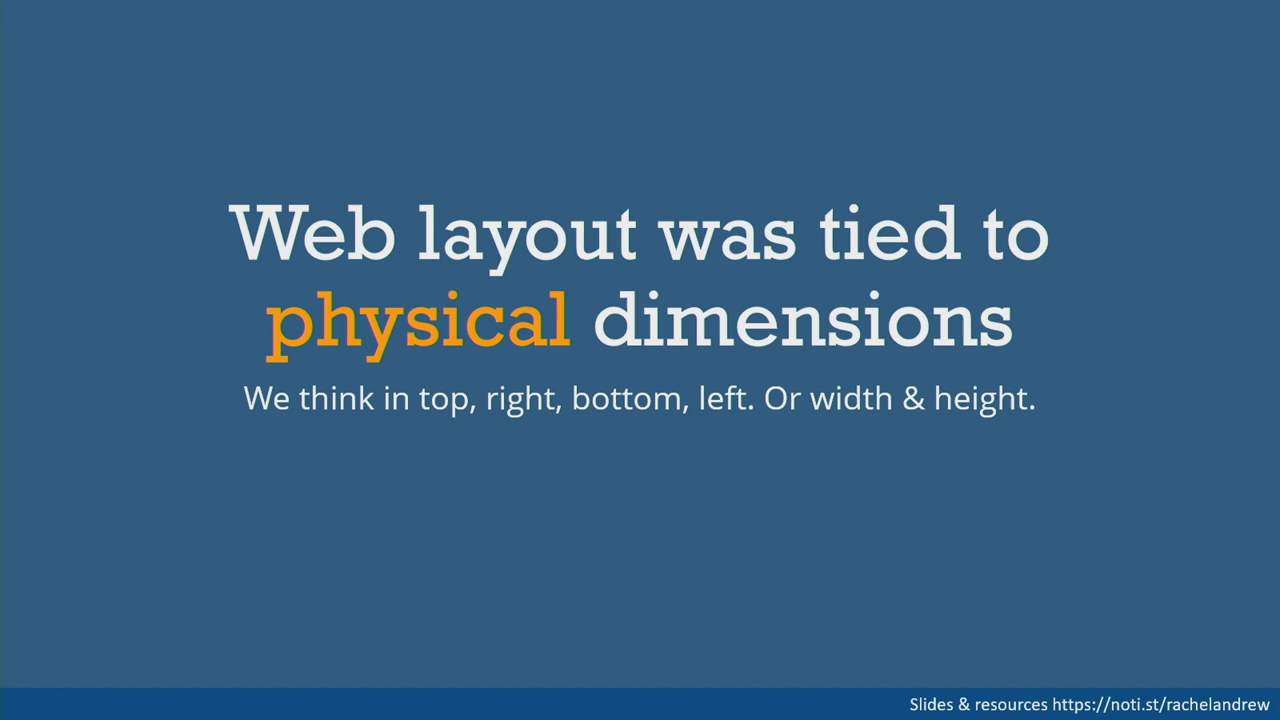 Web layout was tied to
physical dimensions
We think in top, right, bottom, left. Or width & height.
Slides & resources https://noti.st/rachelandrew